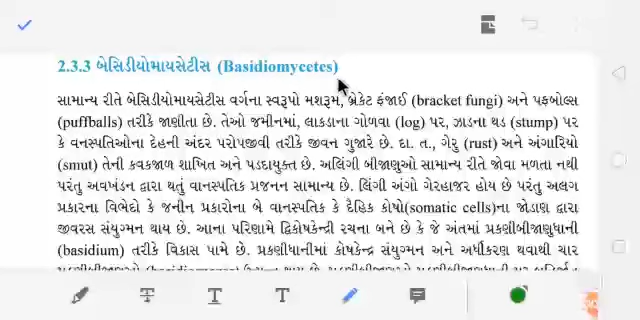 2.3.3 બેસિડીયોમાયસેટીસ (Basidiomycetes)
સામાન્ય રીતે બેસિડીયોમાયસેટીસ વર્ગના સ્વરૂપો મશરૂમ, બ્રેકેટ ફંજાઈ (bracket fungi) અને પફબોલ્સ
(puffballs) તરીકે જાણીતા છે. તેઓ જમીનમાં, લાકડાના ગોળવા (log) પર, ઝાડના થડ (stump) પર
કે વનસ્પતિઓના દેહની અંદર પરોપજીવી તરીકે જીવન ગુજારે છે. દા. ત., ગેરુ (rust) અને અંગારિયો
(smut) તેની કવકજાળ શાખિત અને પડદાયુક્ત છે. અલિંગી બીજાણુઓ સામાન્ય રીતે જોવા મળતા નથી
પરંતુ અવખંડન દ્વારા થતું વાનસ્પતિક પ્રજનન સામાન્ય છે. લિંગી અંગો ગેરહાજર હોય છે પરંતુ અલગ
પ્રકારના વિભેદો કે જનીન પ્રકારોના બે વાનસ્પતિક કે દૈહિક કોષો(somatic cells)ના જોડાણ દ્વારા
જીવરસ સંયુગ્મન થાય છે. આના પરિણામે દ્વિકોષકેન્દ્રી રચના બને છે કે જે અંતમાં પ્રકણીબીજાણુધાની
(basidium) તરીકે વિકાસ પામે છે. પ્રકણીધાનીમાં કોષકેન્દ્ર સંયુગ્મન અને અર્ધીકરણ થવાથી ચાર